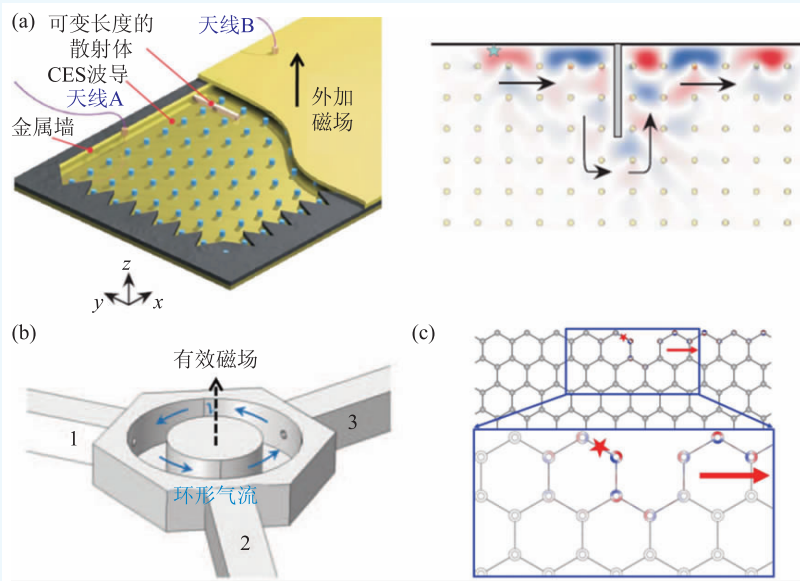 (a)
可变长度的
散射体
CES波导
天线A
金属墙
天线B
外加
磁场
z
y
x
(b)
有效磁场
1
3
环形气流
2
(c)